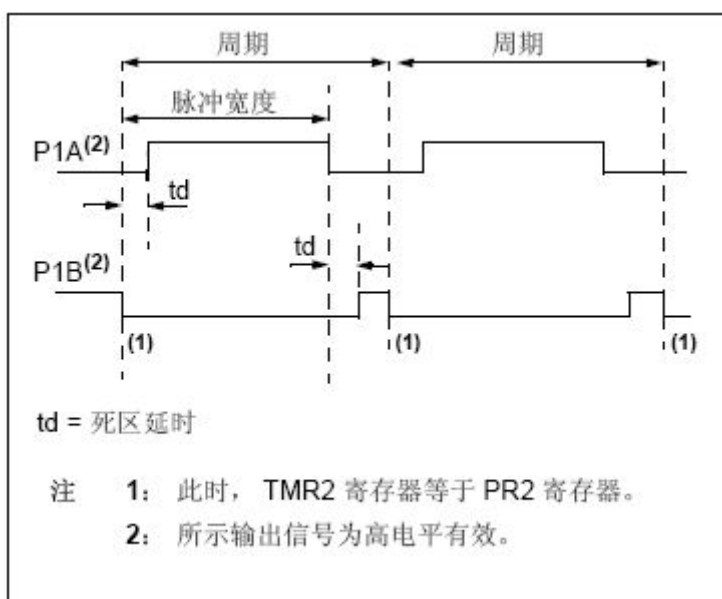 周期 周期
脉冲宽度
P1A(2)
td
td
P1B(2)
(1) (1) (1)
td = 死区延时
注 1： 此时， TMR2 寄存器等于 PR2 寄存器。
2： 所示输出信号为高电平有效。